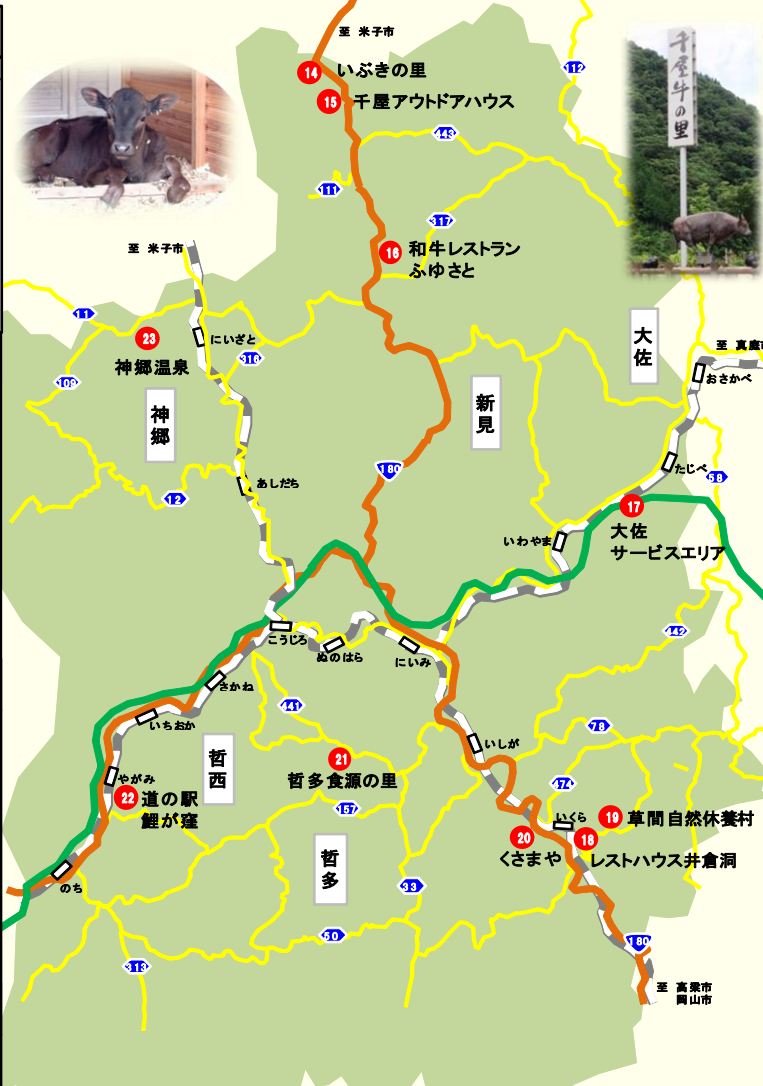 至 米子市
112
千屋牛の里
14 いぶきの里
15 千屋アウトドアハウス
443
111
317
至 米子市
16 和牛レストラン
ふゆさと
11
23
にいざと
大佐
至 真庭市
316
神郷温泉
109
おさかべ
神郷
新見
180
たじべ
58
あしだち
12
17
大佐
サービスエリア
いわやま
こうじろ
ぬのはら
にいみ
442
さかね
441
いちおか
78
いしが
哲西
21
哲多食源の里
やがみ
474
22 道の駅
鯉が窪
157
いくら
19 草間自然休養村
20
くさまや
18
レストハウス井倉洞
哲多
のち
33
50
180
313
至 高梁市
岡山市